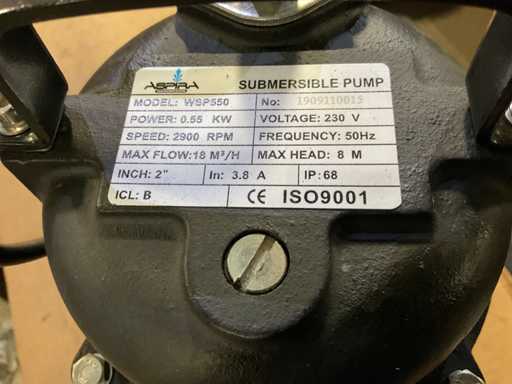 ASPIRA
SUBMERSIBLE PUMP
MODEL: WSP550 No: 1909110015
POWER: 0.55 KW VOLTAGE: 230 V
SPEED: 2900 RPM FREQUENCY: 50Hz
MAX FLOW:18 M³/H MAX HEAD: 8 M
INCH: 2" In: 3.8 A IP:68
ICL: B CE ISO9001